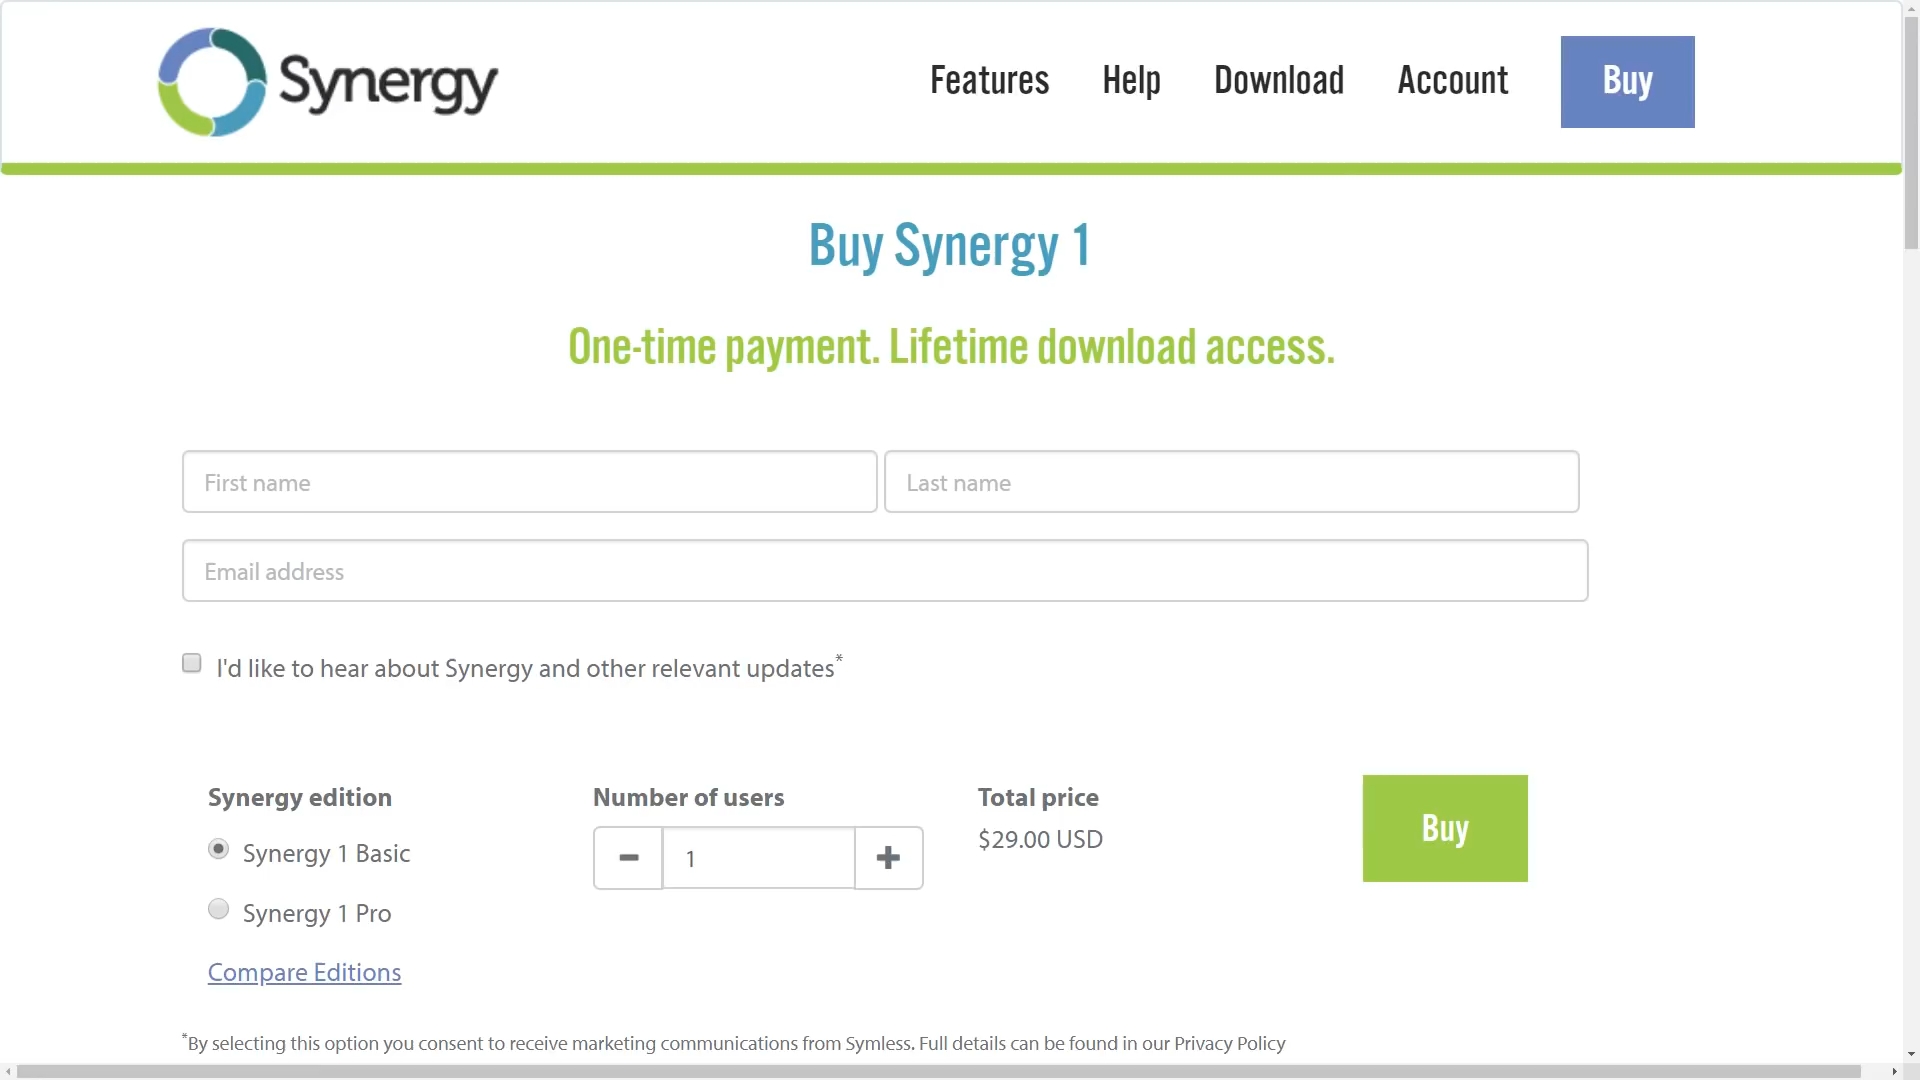 Synergy
Features Help Download Account Buy
Buy Synergy 1
One-time payment. Lifetime download access.
First name Last name
Email address
I'd like to hear about Synergy and other relevant updates*
Synergy edition Number of users Total price
Buy
$29.00 USD
Synergy 1 Basic 1
Synergy 1 Pro
Compare Editions
*By selecting this option you consent to receive marketing communications from Symless. Full details can be found in our Privacy Policy